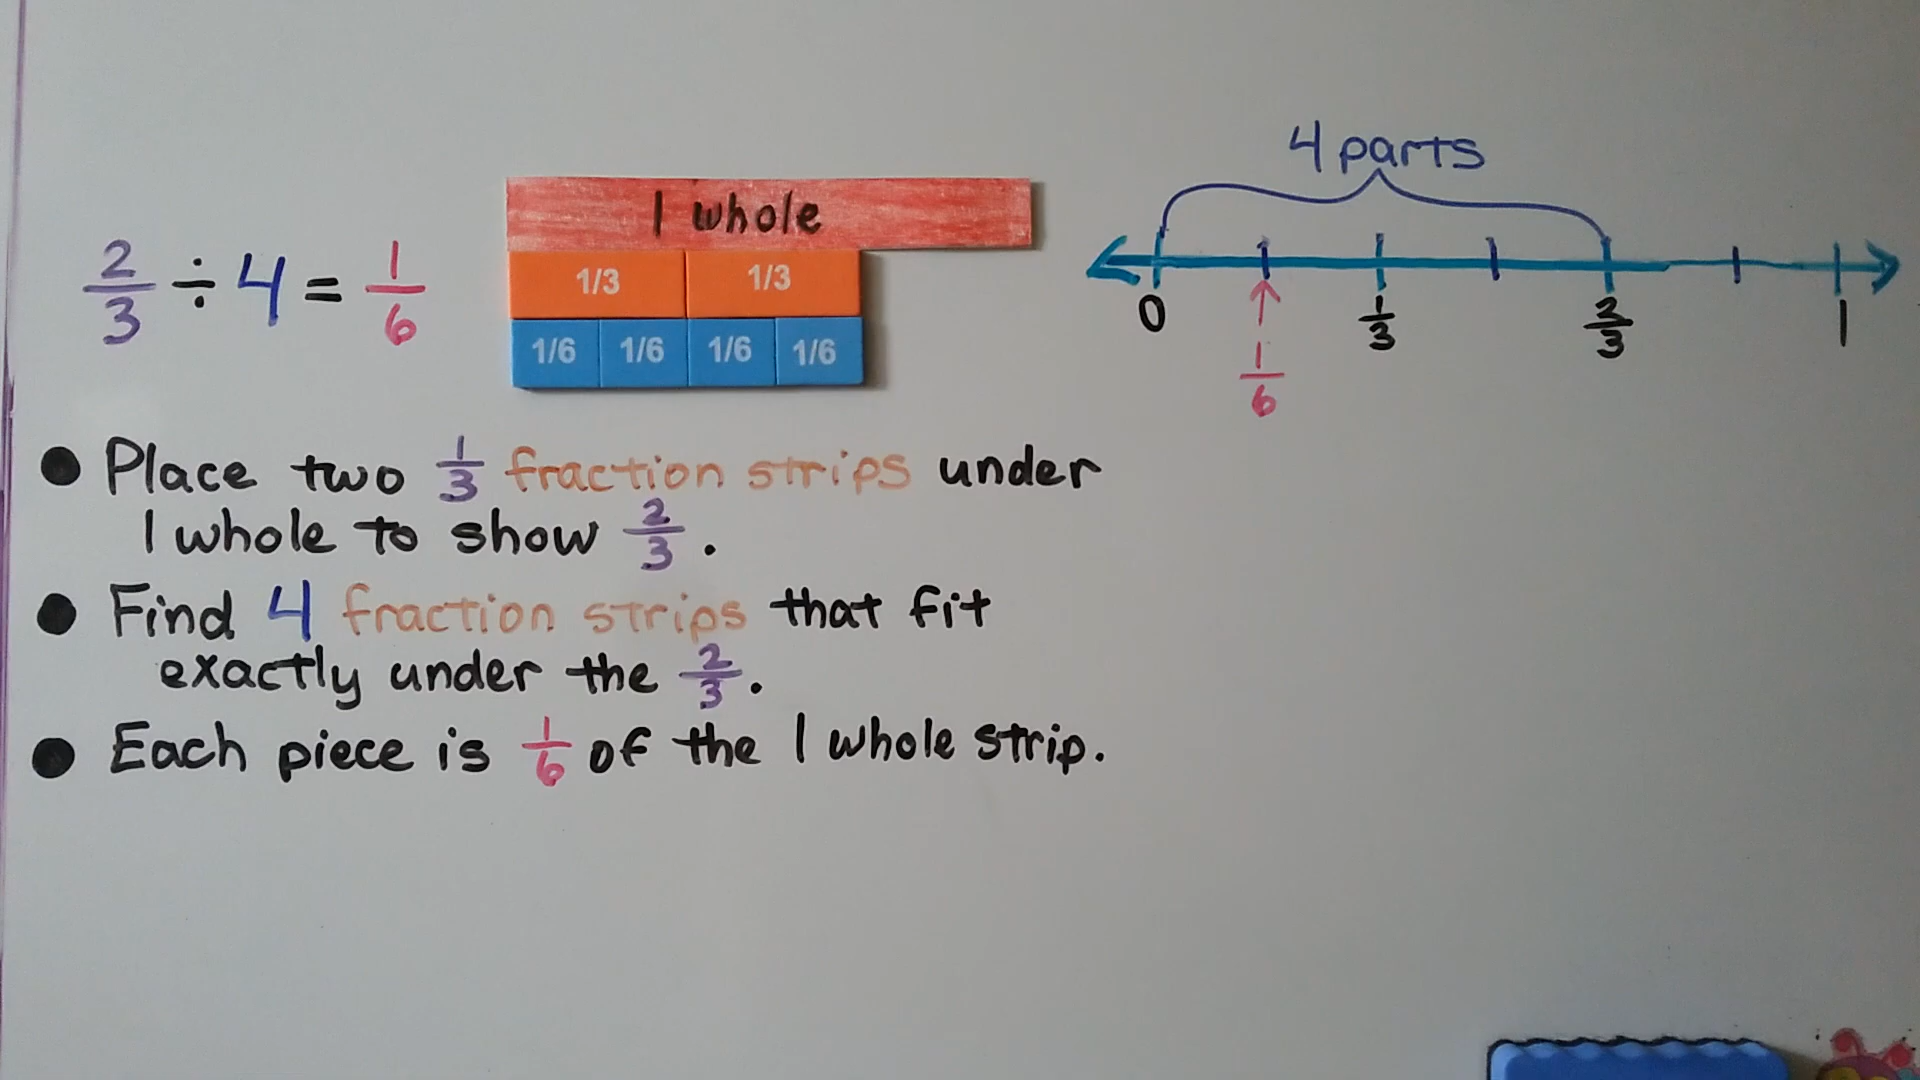 2/3 ÷ 4 = 1/6
1 whole
1/3 1/3
1/6 1/6 1/6 1/6
4 parts
0 1/3 2/3 1
1/6
● Place two 1/3 fraction strips under
1 whole to show 2/3.
● Find 4 fraction strips that fit
exactly under the 2/3.
● Each piece is 1/6 of the 1 whole strip.